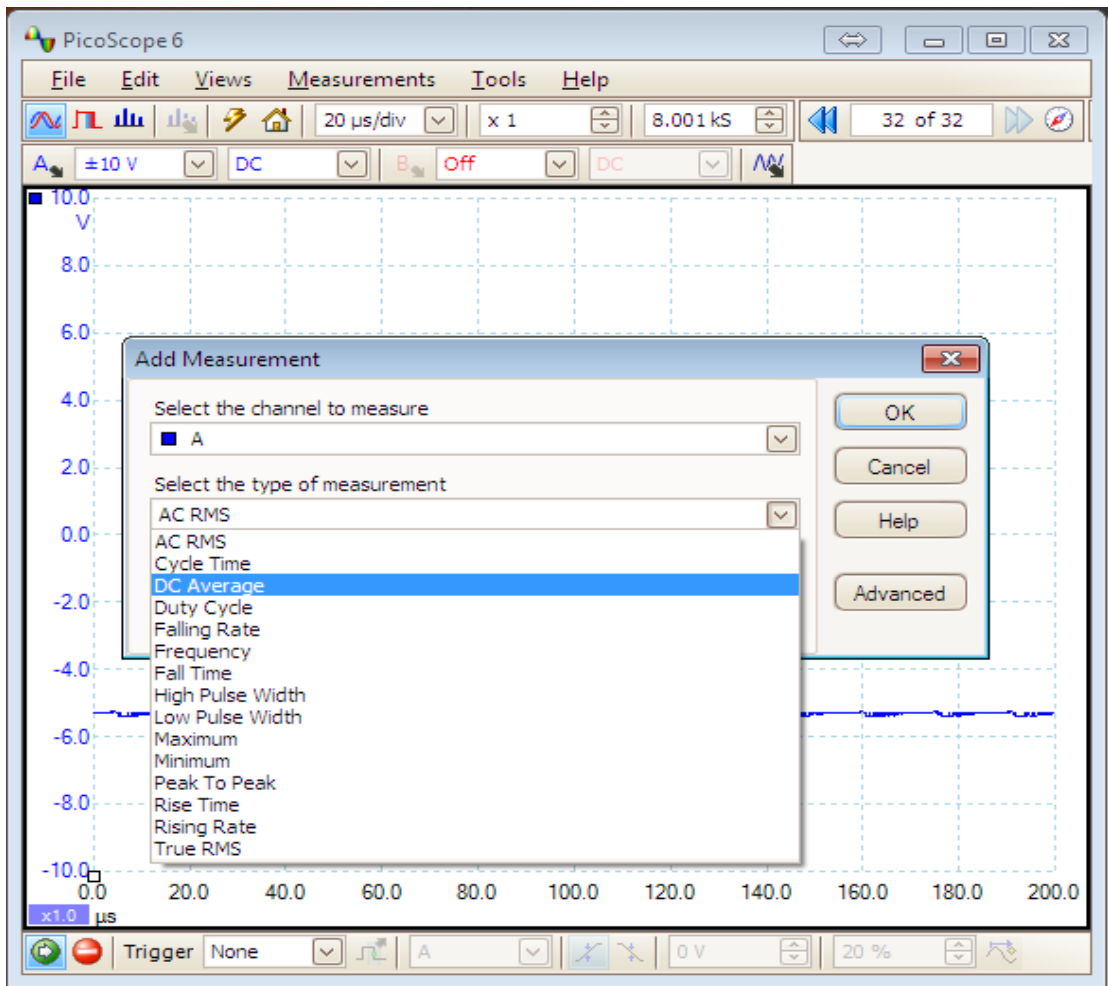 PicoScope 6
File Edit Views Measurements Tools Help
20 µs/div x 1 8.001 kS 32 of 32
A ±10 V DC B Off DC
10.0
V
8.0
6.0
4.0
2.0
0.0
-2.0
-4.0
-6.0
-8.0
-10.0
Add Measurement
Select the channel to measure
A
Select the type of measurement
AC RMS
AC RMS
Cycle Time
DC Average
Duty Cycle
Falling Rate
Frequency
Fall Time
High Pulse Width
Low Pulse Width
Maximum
Minimum
Peak To Peak
Rise Time
Rising Rate
True RMS
OK
Cancel
Help
Advanced
0.0 20.0 40.0 60.0 80.0 100.0 120.0 140.0 160.0 180.0 200.0
x1.0 µs
Trigger None A 0 V 20 %